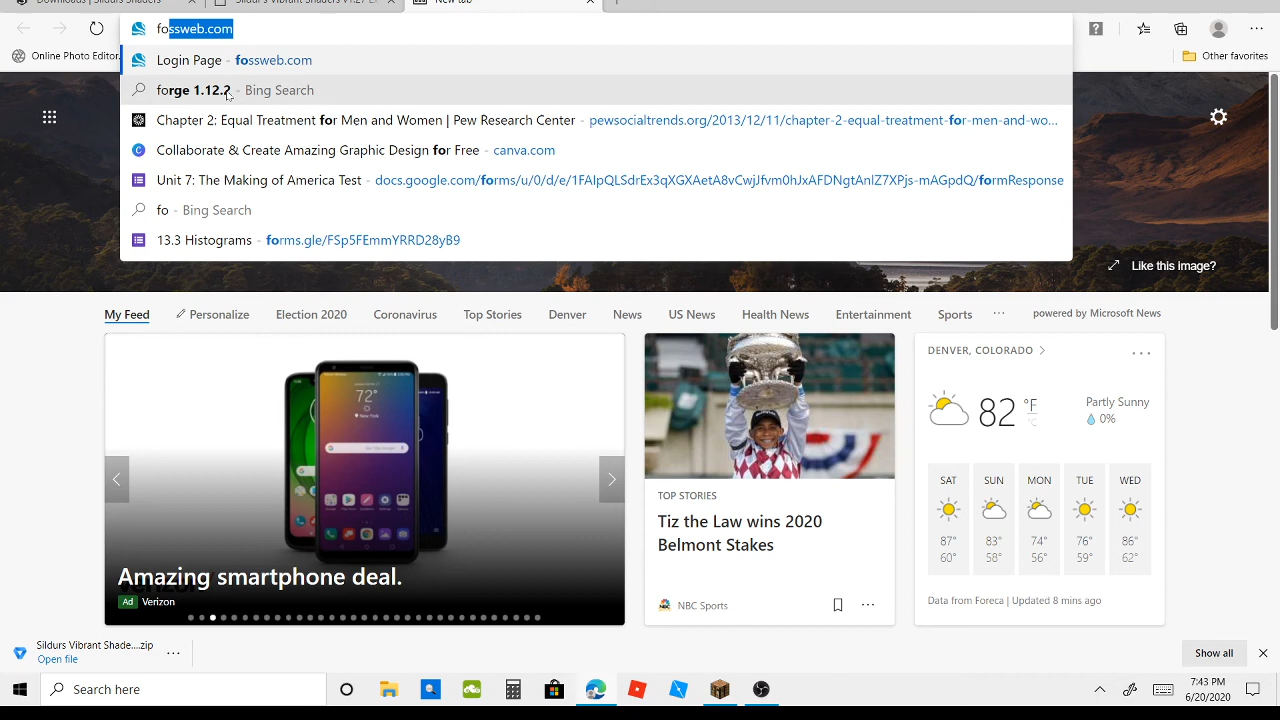 Downloads | Sildurs Shaders
Sildur's Vibrant Shaders v1.27 E
New tab
fossweb.com
Login Page - fossweb.com
forge 1.12.2 - Bing Search
Chapter 2: Equal Treatment for Men and Women | Pew Research Center - pewsocialtrends.org/2013/12/11/chapter-2-equal-treatment-for-men-and-wo...
Collaborate & Create Amazing Graphic Design for Free - canva.com
Unit 7: The Making of America Test - docs.google.com/forms/u/0/d/e/1FAIpQLSdrEx3qXGXAetA8vCwjJfvm0hJxAFDNgtAnlZ7XPjs-mAGpdQ/formResponse
fo - Bing Search
13.3 Histograms - forms.gle/FSp5FEmmYRRD28yB9
Online Photo Editor
Other favorites
Like this image?
My Feed Personalize Election 2020 Coronavirus Top Stories Denver News US News Health News Entertainment Sports ... powered by Microsoft News
Amazing smartphone deal.
Ad Verizon
72°
TOP STORIES
Tiz the Law wins 2020
Belmont Stakes
NBC Sports
DENVER, COLORADO
82 °F
°C
Partly Sunny
0%
SAT SUN MON TUE WED
87° 83° 74° 76° 86°
60° 58° 56° 59° 62°
Data from Foreca | Updated 8 mins ago
Sildurs Vibrant Shade....zip
Open file
Show all
Search here
7:43 PM
6/20/2020